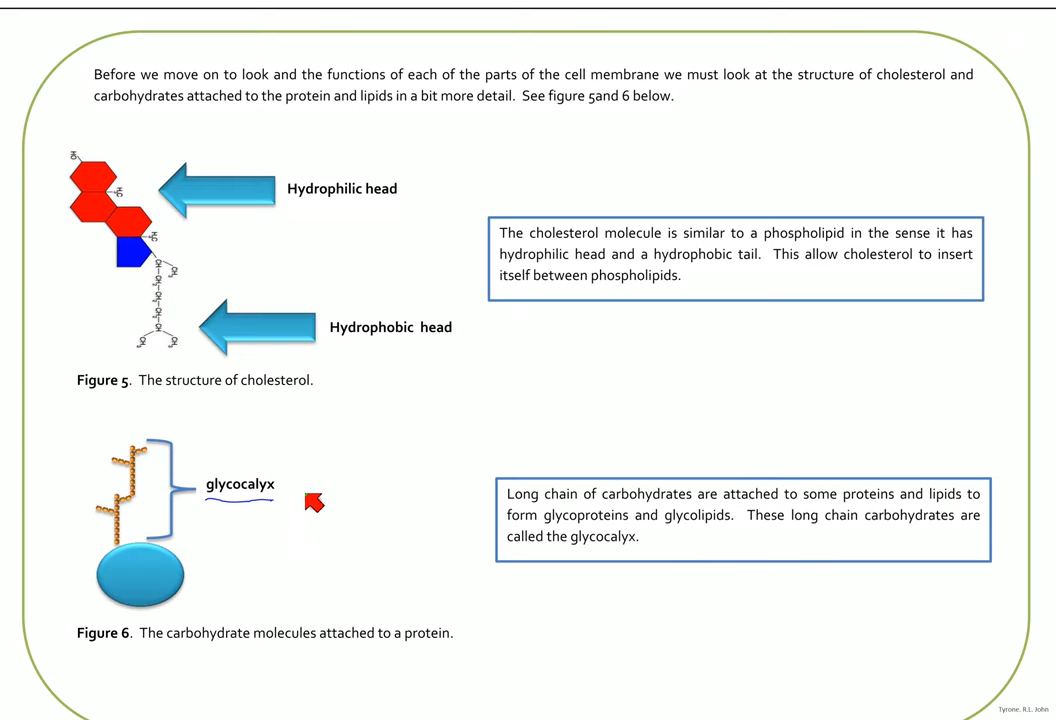 Before we move on to look and the functions of each of the parts of the cell membrane we must look at the structure of cholesterol and
carbohydrates attached to the protein and lipids in a bit more detail. See figure 5and 6 below.
HO
H₃C
Hydrophilic head
H₃C
The cholesterol molecule is similar to a phospholipid in the sense it has
hydrophilic head and a hydrophobic tail. This allow cholesterol to insert
itself between phospholipids.
Hydrophobic head
Figure 5. The structure of cholesterol.
glycocalyx
Long chain of carbohydrates are attached to some proteins and lipids to
form glycoproteins and glycolipids. These long chain carbohydrates are
called the glycocalyx.
Figure 6. The carbohydrate molecules attached to a protein.
Tyrone. R.L. John